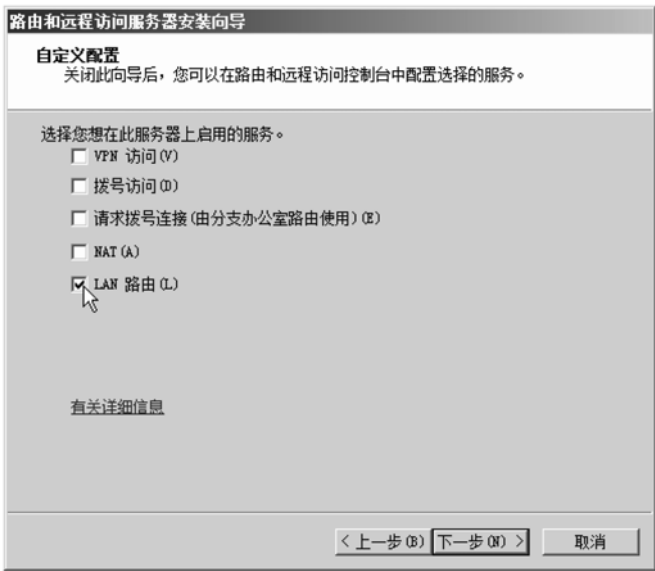 路由和远程访问服务器安装向导
自定义配置
关闭此向导后，您可以在路由和远程访问控制台中配置选择的服务。
选择您想在此服务器上启用的服务。
VPN 访问(V)
拨号访问(D)
请求拨号连接(由分支办公室路由使用)(E)
NAT(A)
LAN 路由(L)
有关详细信息
< 上一步(B) 下一步(N) > 取消